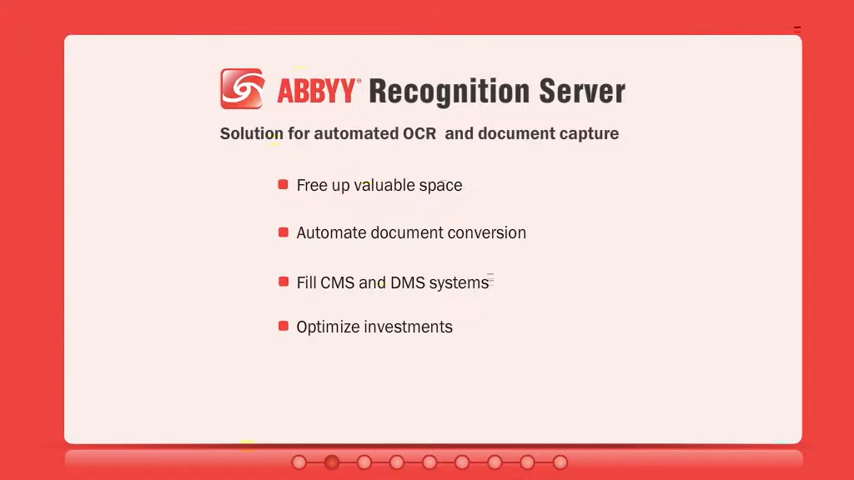 ABBYY® Recognition Server
Solution for automated OCR and document capture
Free up valuable space
Automate document conversion
Fill CMS and DMS systems
Optimize investments